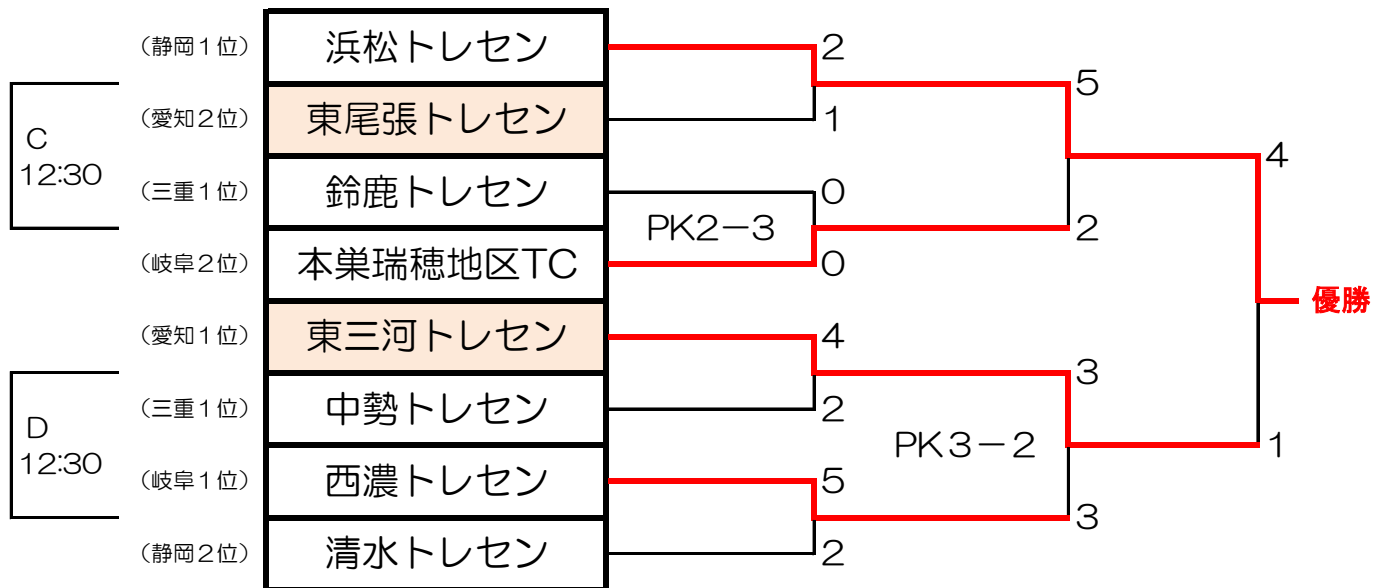 (静岡1位) 浜松トレセン 2
5
(愛知2位) 東尾張トレセン 1
C
12:30
4
(三重1位) 鈴鹿トレセン 0
PK2-3 2
(岐阜2位) 本巣瑞穂地区TC 0
優勝
(愛知1位) 東三河トレセン 4
3
(三重1位) 中勢トレセン 2
D
12:30
PK3-2 1
(岐阜1位) 西濃トレセン 5
3
(静岡2位) 清水トレセン 2